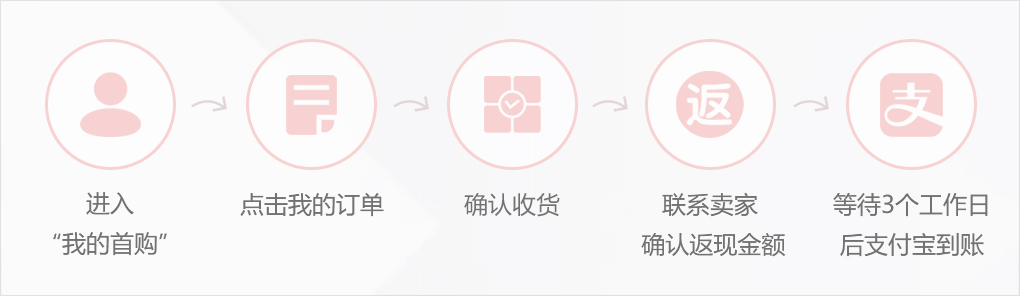 返
支
进入
“我的首购”
点击我的订单
确认收货
联系卖家
确认返现金额
等待3个工作日
后支付宝到账